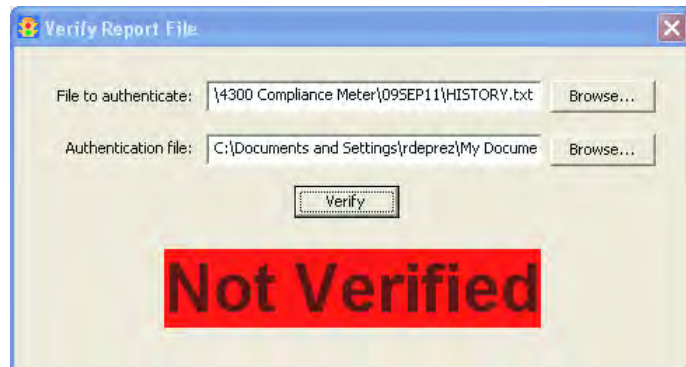 Verify Report File
File to authenticate: \4300 Compliance Meter\09SEP11\HISTORY.txt Browse...
Authentication file: C:\Documents and Settings\rdeprez\My Docume Browse...
Verify
Not Verified